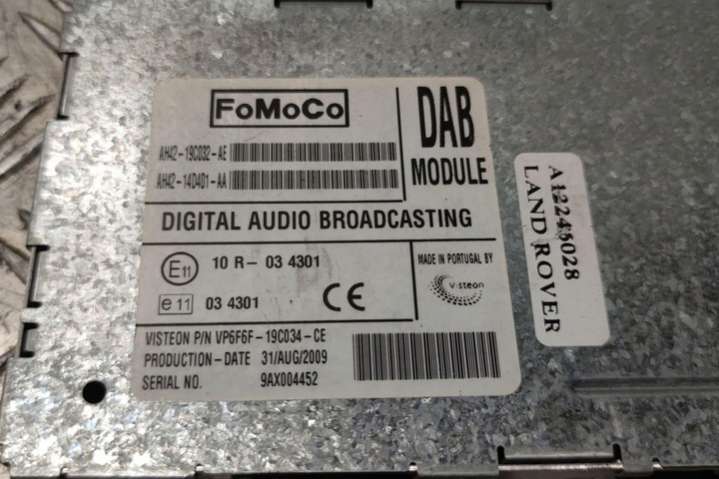 FoMoCo
DAB
MODULE
AH42-19C032-AE
AH42-14D401-AA
DIGITAL AUDIO BROADCASTING
E11 10 R- 03 4301
e 11 03 4301 CE
MADE IN PORTUGAL BY
Visteon
VISTEON P/N VP6F6F-19C034-CE
PRODUCTION-DATE 31/AUG/2009
SERIAL NO. 9AX004452
A12245028
LAND ROVER